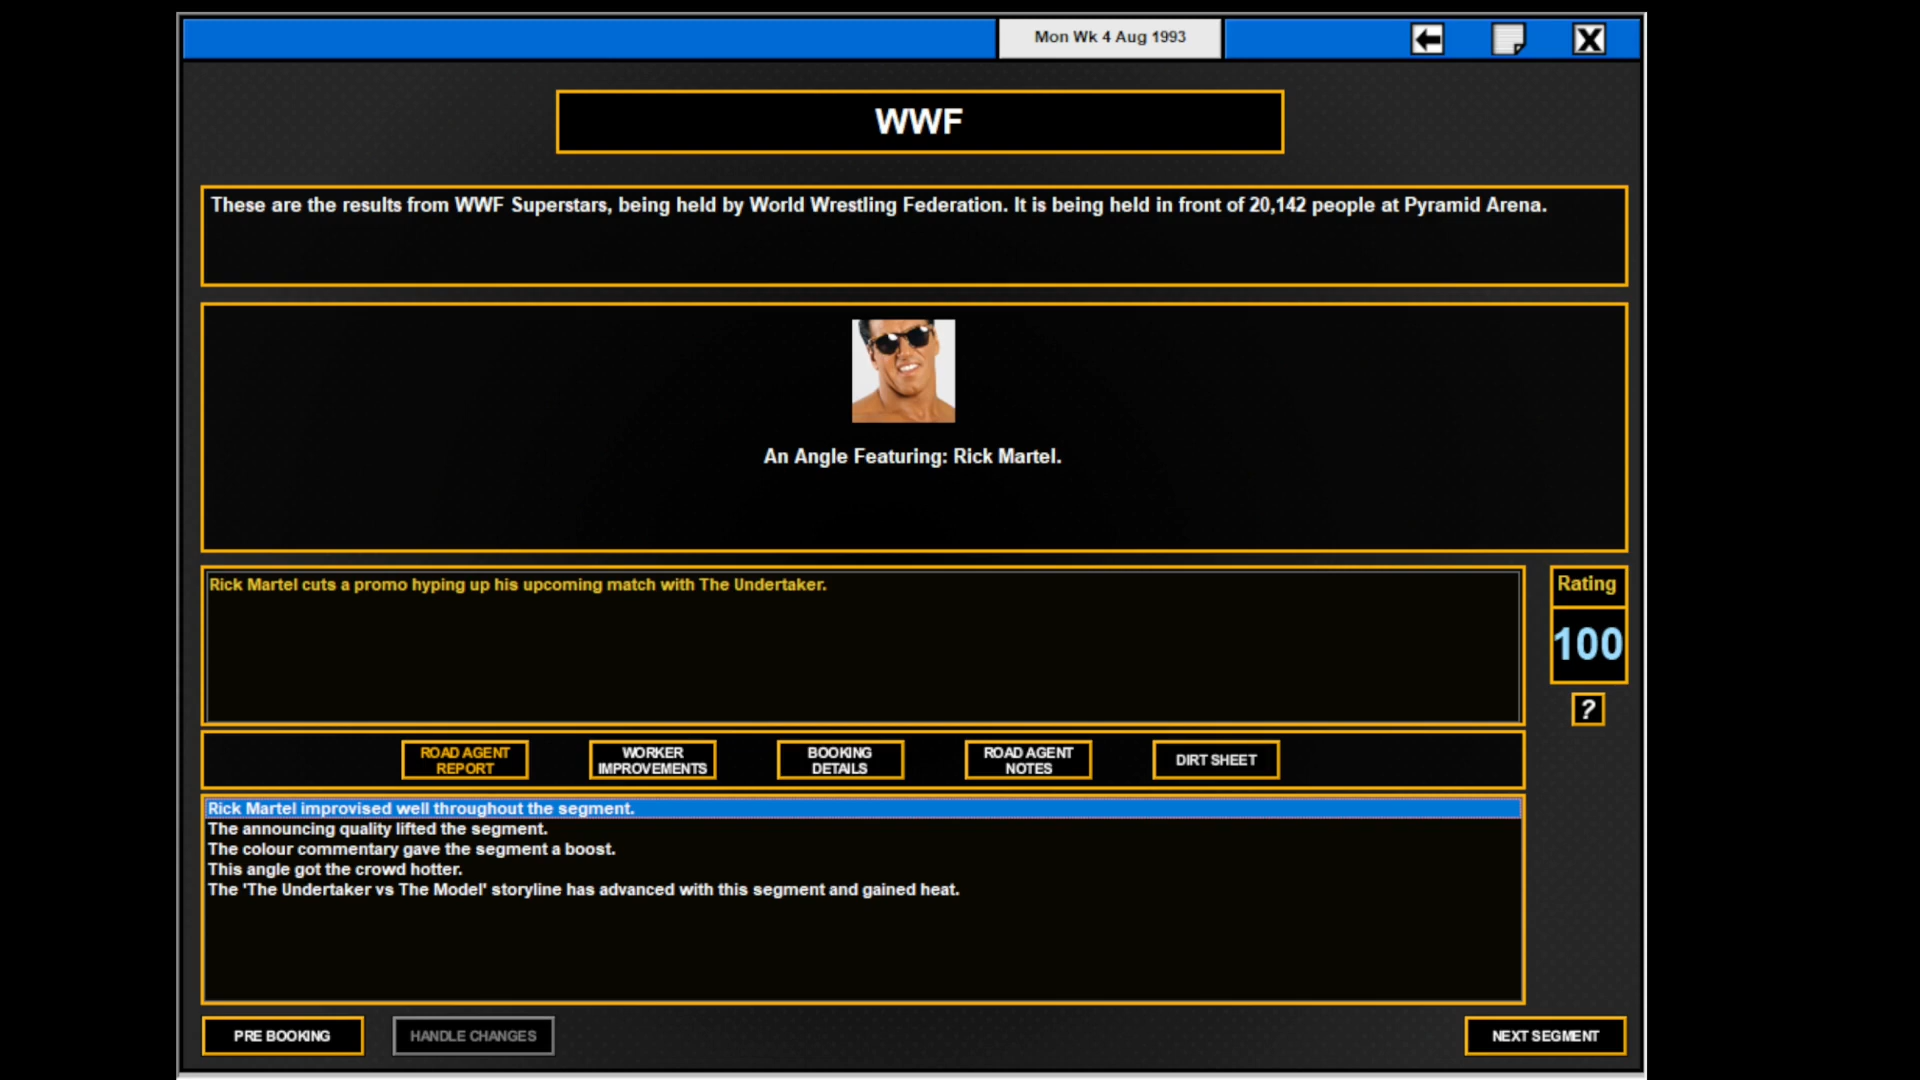 Mon Wk 4 Aug 1993
WWF
These are the results from WWF Superstars, being held by World Wrestling Federation. It is being held in front of 20,142 people at Pyramid Arena.
An Angle Featuring: Rick Martel.
Rick Martel cuts a promo hyping up his upcoming match with The Undertaker.
Rating
100
?
ROAD AGENT
REPORT
WORKER
IMPROVEMENTS
BOOKING
DETAILS
ROAD AGENT
NOTES
DIRT SHEET
Rick Martel improvised well throughout the segment.
The announcing quality lifted the segment.
The colour commentary gave the segment a boost.
This angle got the crowd hotter.
The 'The Undertaker vs The Model' storyline has advanced with this segment and gained heat.
PRE BOOKING
HANDLE CHANGES
NEXT SEGMENT